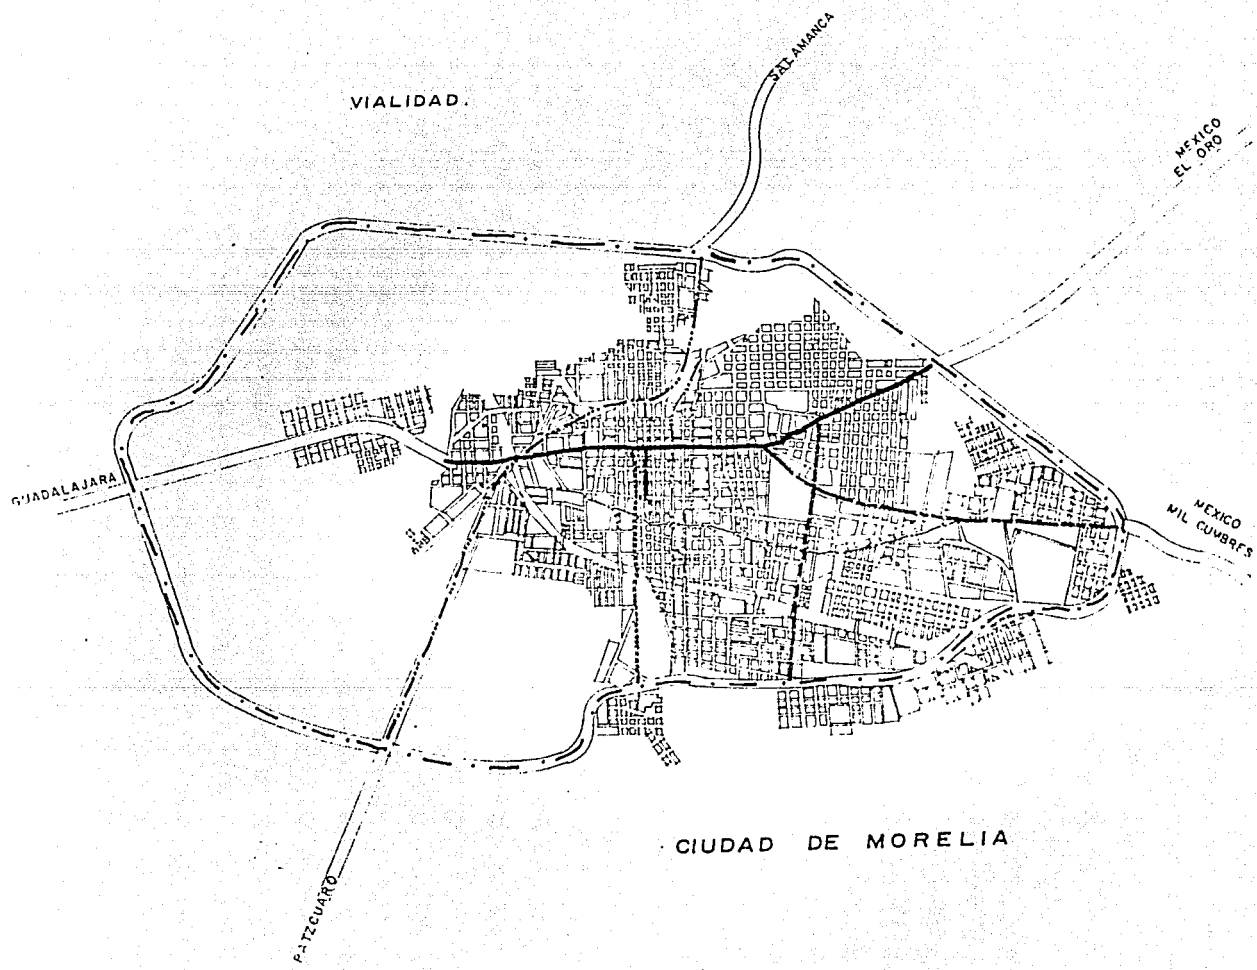 SALAMANCA
VIALIDAD.
MEXICO
EL ORO
GUADALAJARA
MEXICO
MIL CUMBRES
CIUDAD DE MORELIA
PATZCUARO